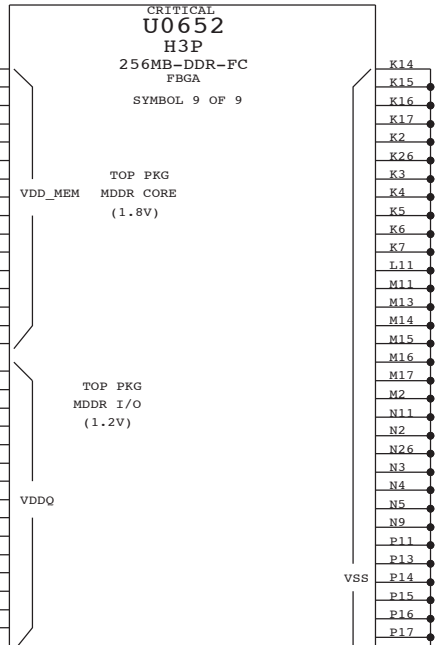 CRITICAL
U0652
H3P
256MB-DDR-FC
FBGA
SYMBOL 9 OF 9
TOP PKG
VDD_MEM MDDR CORE
(1.8V)
TOP PKG
MDDR I/O
(1.2V)
VDDQ
VSS
K14
K15
K16
K17
K2
K26
K3
K4
K5
K6
K7
L11
M11
M13
M14
M15
M16
M17
M2
N11
N2
N26
N3
N4
N5
N9
P11
P13
P14
P15
P16
P17